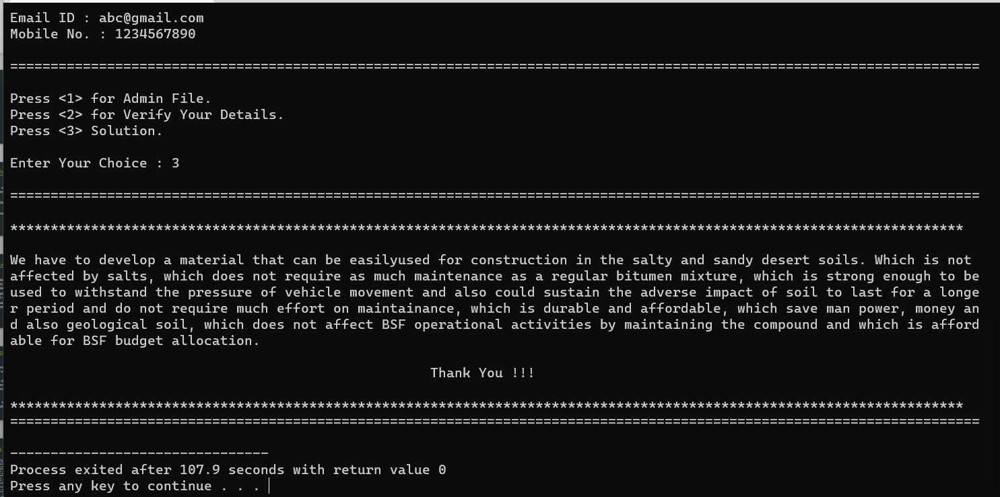 Email ID : abc@gmail.com
Mobile No. : 1234567890
========================================================================================================================
Press <1> for Admin File.
Press <2> for Verify Your Details.
Press <3> Solution.
Enter Your Choice : 3
========================================================================================================================
**********************************************************************************************************************
We have to develop a material that can be easilyused for construction in the salty and sandy desert soils. Which is not
affected by salts, which does not require as much maintenance as a regular bitumen mixture, which is strong enough to be
used to withstand the pressure of vehicle movement and also could sustain the adverse impact of soil to last for a longe
r period and do not require much effort on maintainance, which is durable and affordable, which save man power, money an
d also geological soil, which does not affect BSF operational activities by maintaining the compound and which is afford
able for BSF budget allocation.
Thank You !!!
**********************************************************************************************************************
========================================================================================================================
--------------------------------
Process exited after 107.9 seconds with return value 0
Press any key to continue . . .